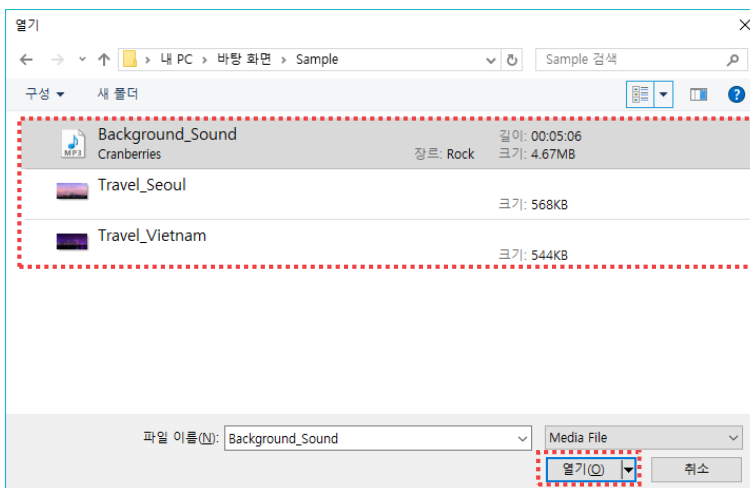 열기
내 PC › 바탕 화면 › Sample
Sample 검색
구성
새 폴더
Background_Sound
길이: 00:05:06
MP3
Cranberries
장르: Rock
크기: 4.67MB
Travel_Seoul
크기: 568KB
Travel_Vietnam
크기: 544KB
파일 이름(N): Background_Sound
Media File
열기(O)
취소